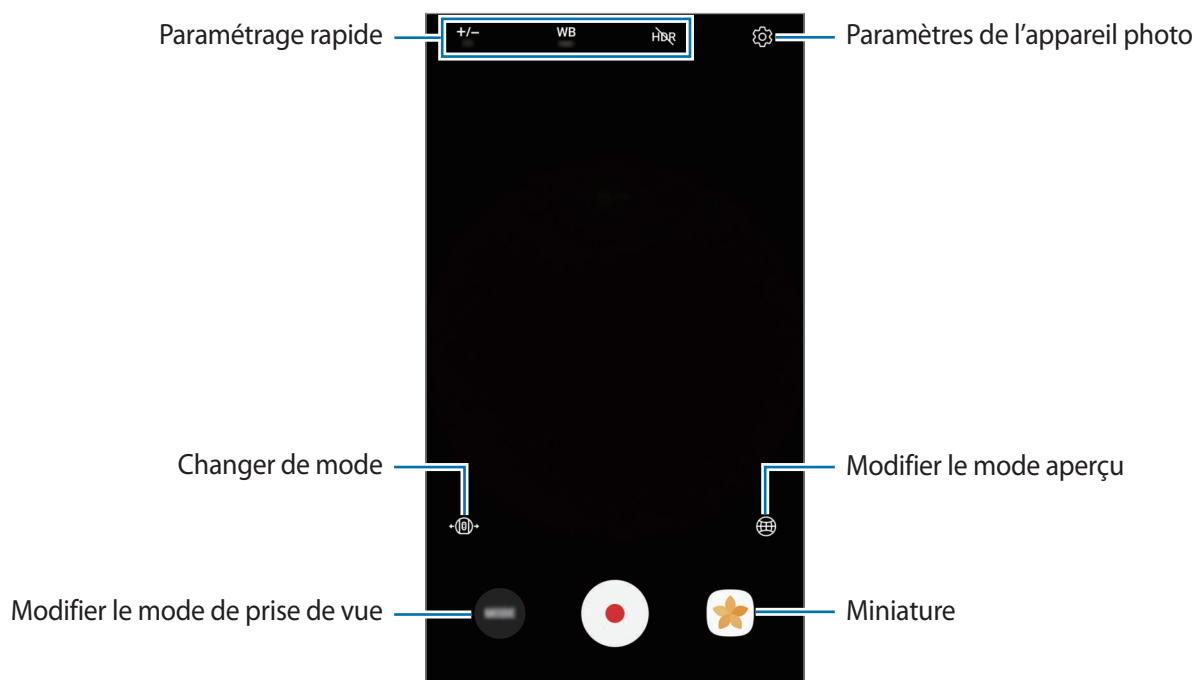 Paramétrage rapide
+/−
WB
HDR
Paramètres de l’appareil photo
Changer de mode
Modifier le mode aperçu
Modifier le mode de prise de vue
MODE
Miniature